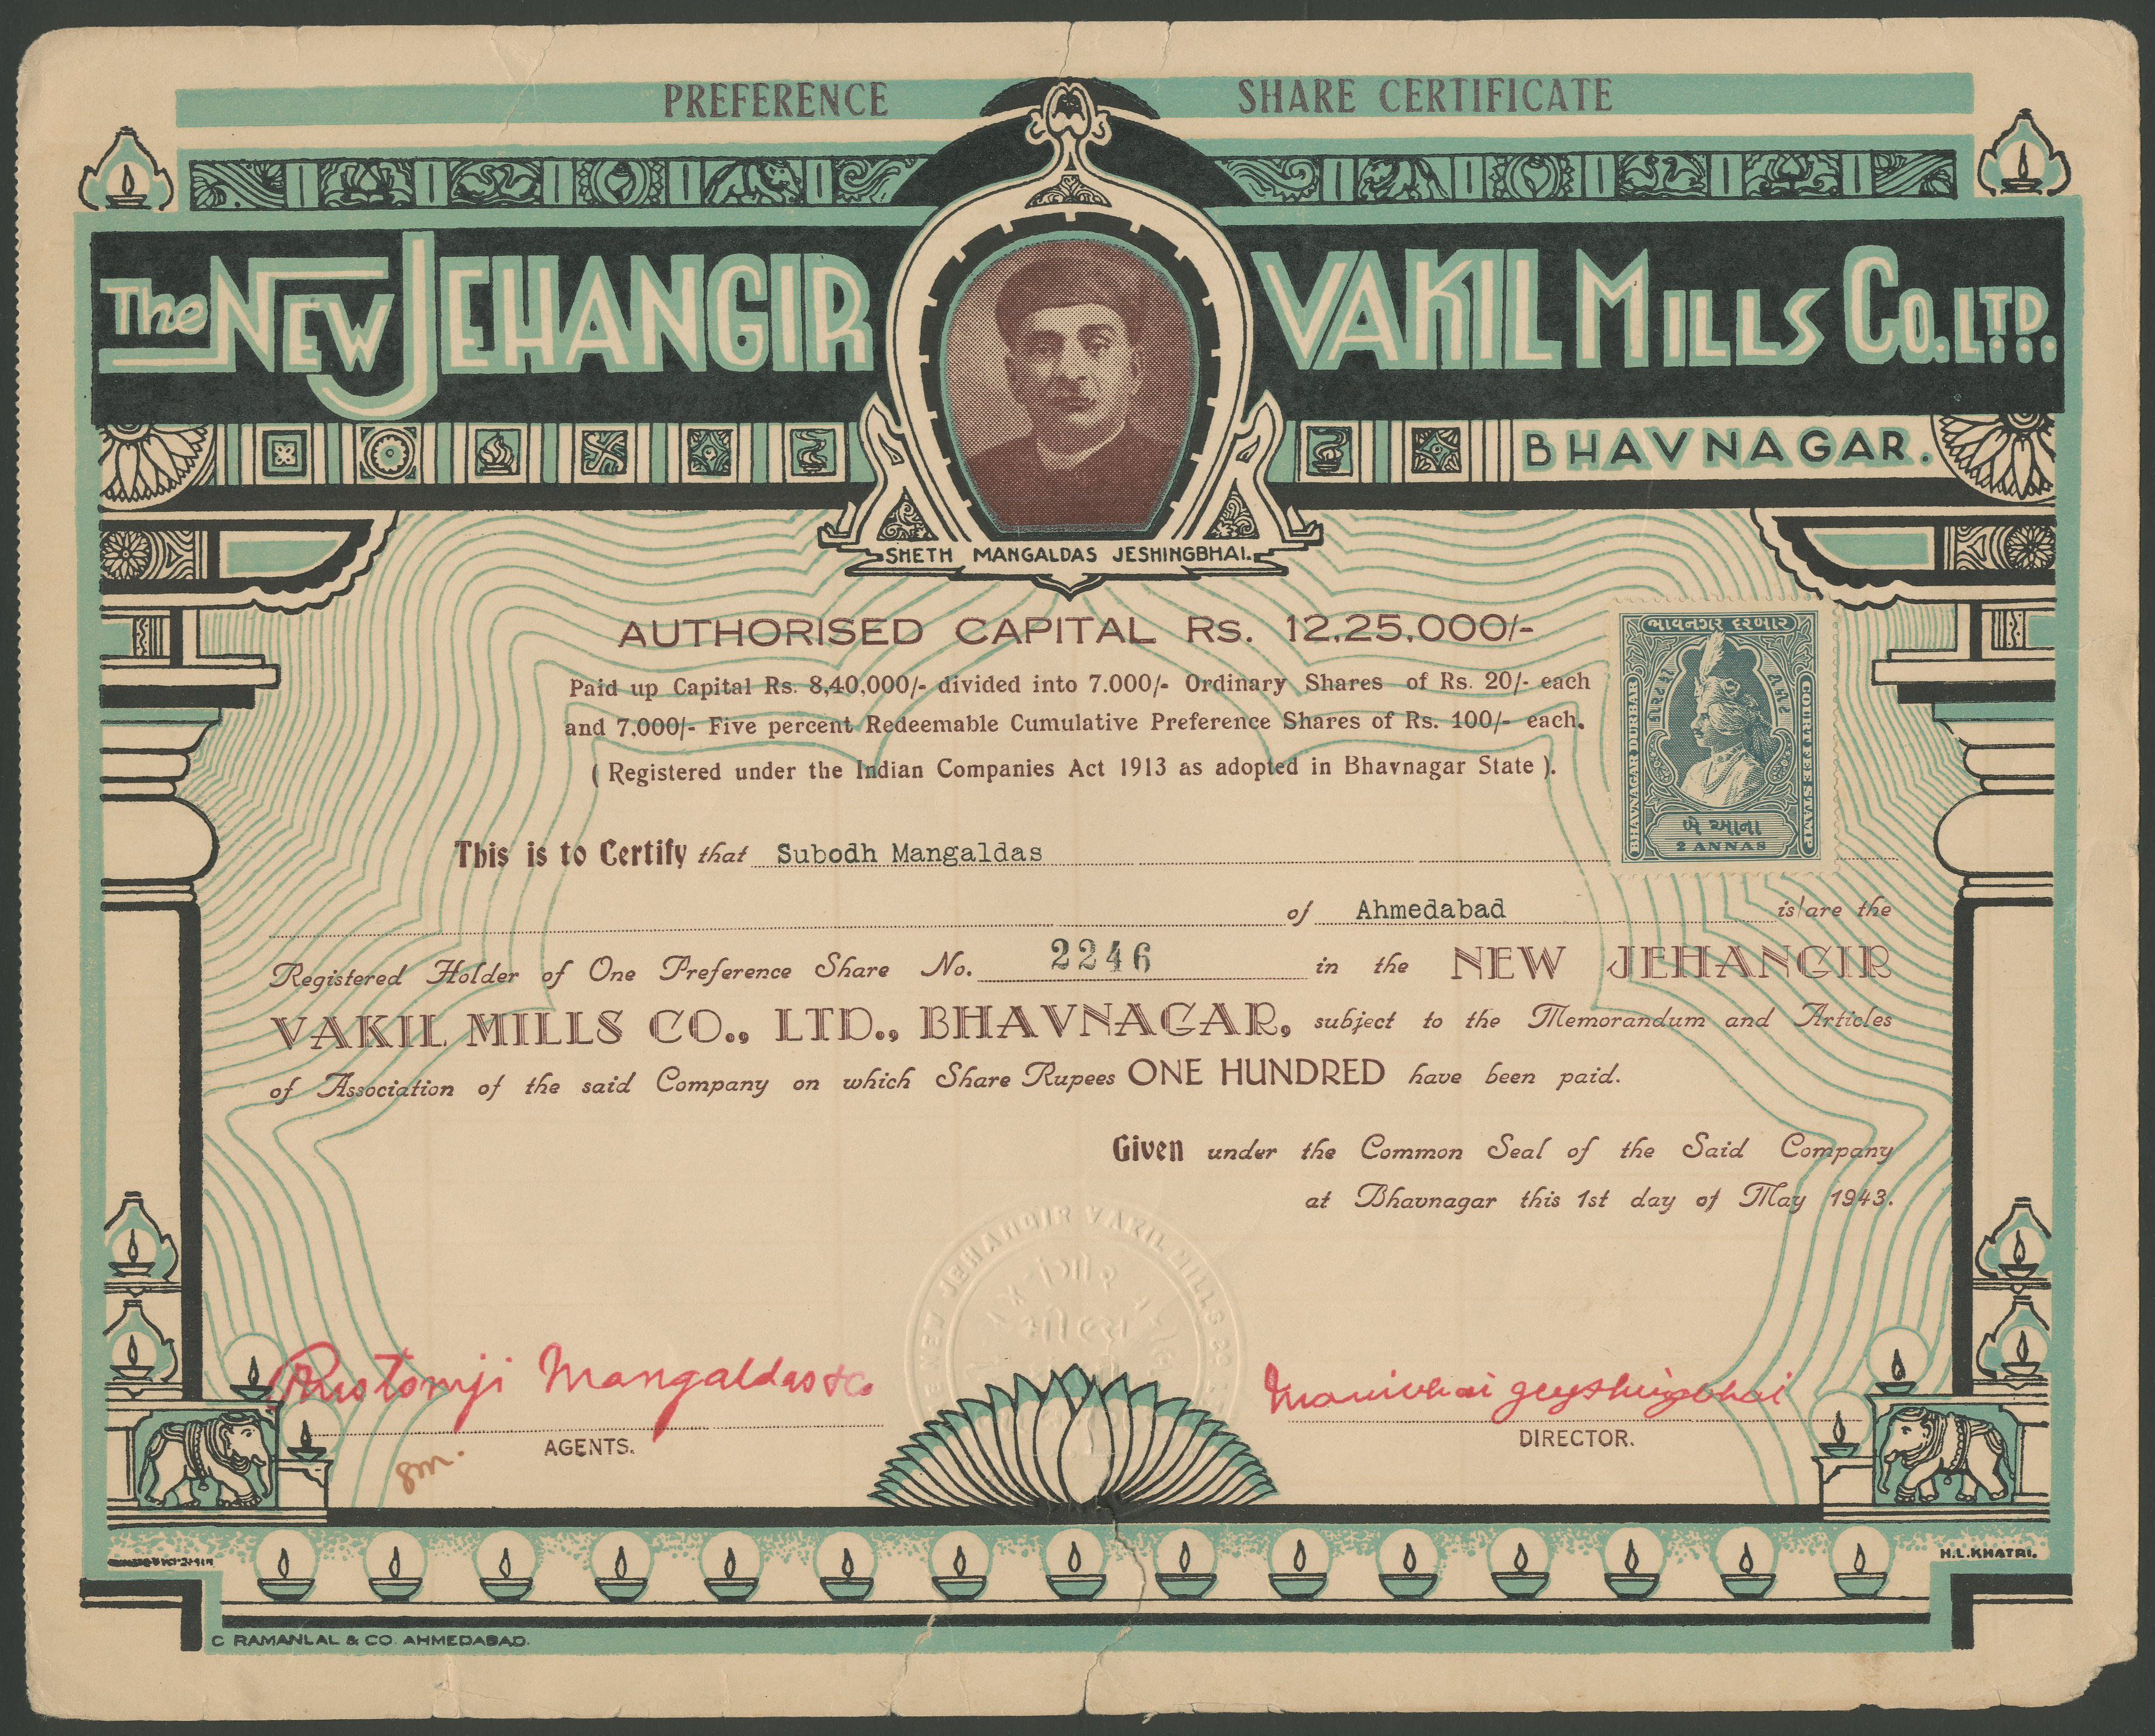 PREFERENCE SHARE CERTIFICATE
The NEW JEHANGIR VAKIL MILLS CO. LTD.
BHAVNAGAR.
SHETH MANGALDAS JESHINGBHAI.
AUTHORISED CAPITAL RS. 12,25,000/-
Paid up Capital Rs. 8,40,000/- divided into 7.000/- Ordinary Shares of Rs. 20/- each
and 7,000/- Five percent Redeemable Cumulative Preference Shares of Rs. 100/- each.
( Registered under the Indian Companies Act 1913 as adopted in Bhavnagar State ).
ભાવનગર દરબાર
કોરટ ફી
સ્ટામ્પ
BHAVNAGAR DURBAR
COURT FEE STAMP
બે આના
2 ANNAS
This is to Certify that Subodh Mangaldas
of Ahmedabad is/are the
Registered Holder of One Preference Share No. 2246 in the NEW JEHANGIR
VAKIL MILLS CO., LTD., BHAVNAGAR, subject to the Memorandum and Articles
of Association of the said Company on which Share Rupees ONE HUNDRED have been paid.
Given under the Common Seal of the Said Company
at Bhavnagar this 1st day of May 1943.
NEW JEHANGIR VAKIL MILLS CO
મીલ્સ
Rustomji Mangaldas & Co
AGENTS.
Manibhai Jeyshingbhai
DIRECTOR.
H.L.KHATRI.
C RAMANLAL & CO. AHMEDABAD.